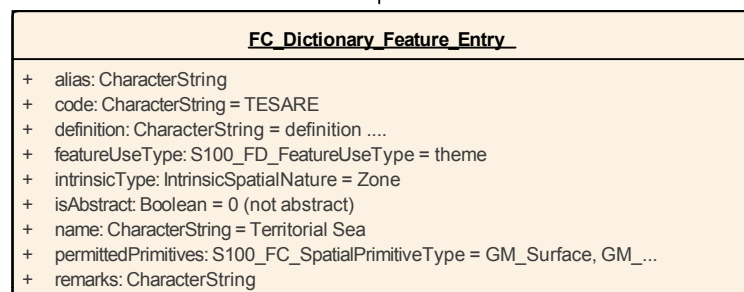 FC_Dictionary_Feature_Entry
+ alias: CharacterString
+ code: CharacterString = TESARE
+ definition: CharacterString = definition ....
+ featureUseType: S100_FD_FeatureUseType = theme
+ intrinsicType: IntrinsicSpatialNature = Zone
+ isAbstract: Boolean = 0 (not abstract)
+ name: CharacterString = Territorial Sea
+ permittedPrimitives: S100_FC_SpatialPrimitiveType = GM_Surface, GM_...
+ remarks: CharacterString